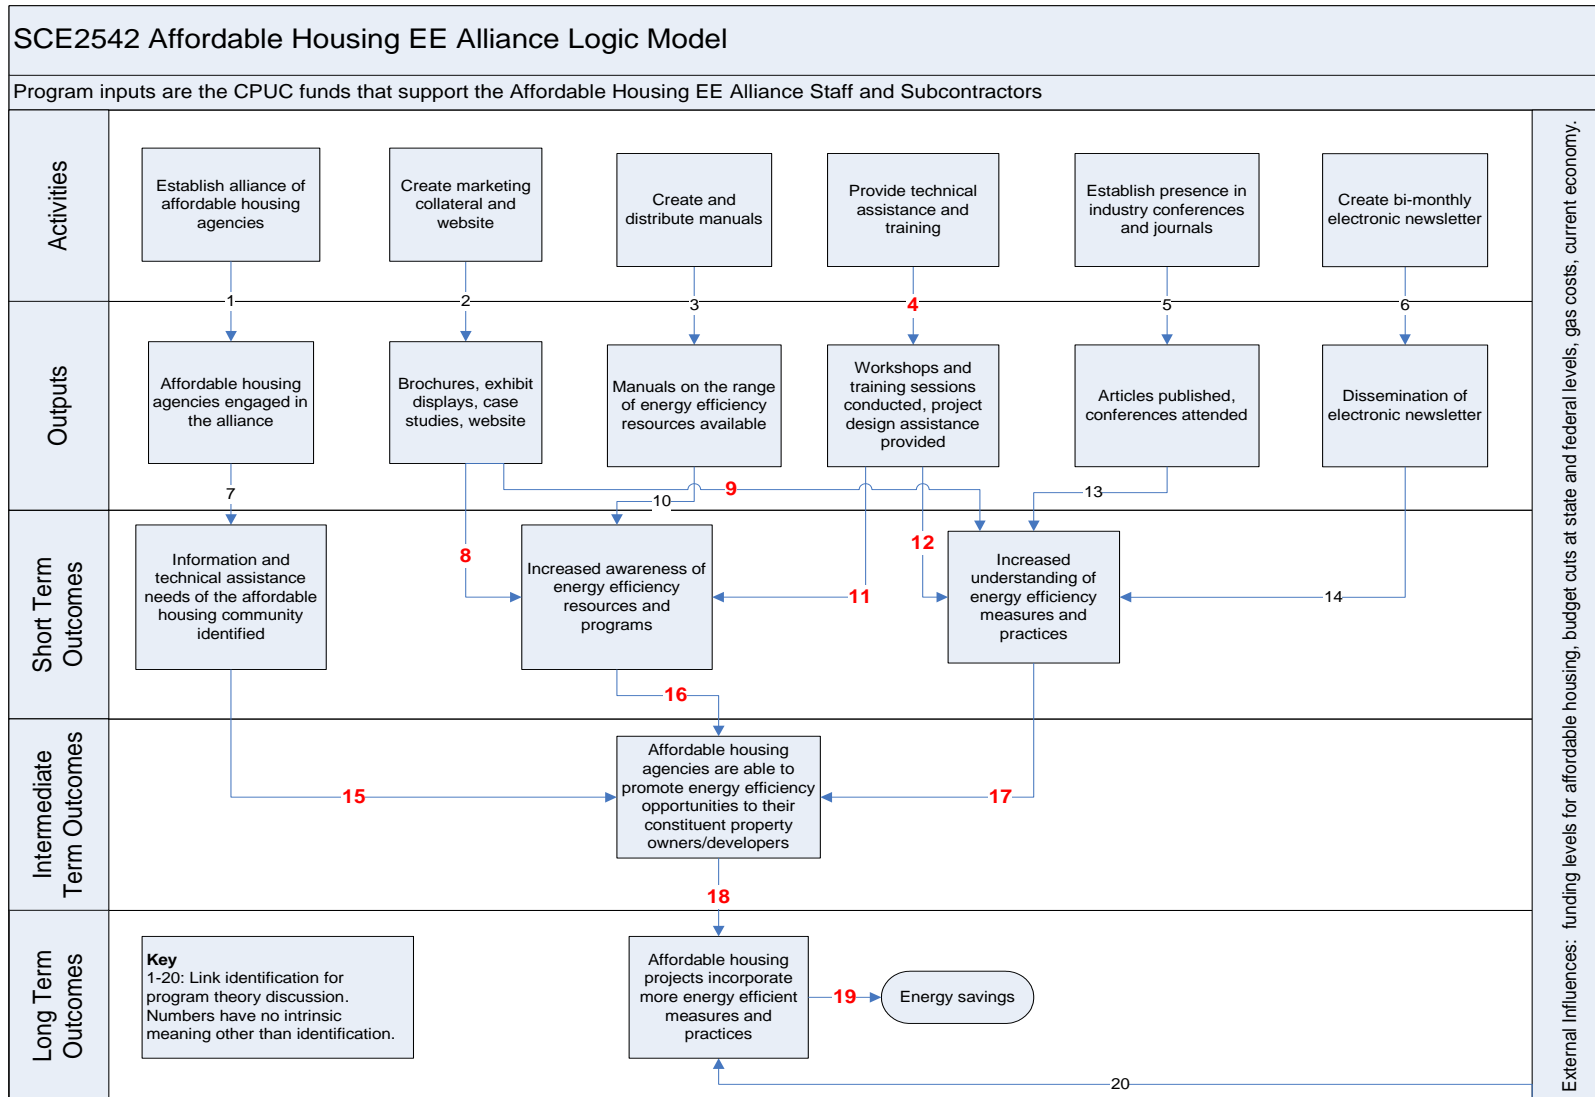 SCE2542 Affordable Housing EE Alliance Logic Model
Program inputs are the CPUC funds that support the Affordable Housing EE Alliance Staff and Subcontractors
Activities
Establish alliance of
affordable housing
agencies
Create marketing
collateral and
website
Create and
distribute manuals
Provide technical
assistance and
training
Establish presence in
industry conferences
and journals
Create bi-monthly
electronic newsletter
1
2
3
4
5
6
Outputs
Affordable housing
agencies engaged in
the alliance
Brochures, exhibit
displays, case
studies, website
Manuals on the range
of energy efficiency
resources available
Workshops and
training sessions
conducted, project
design assistance
provided
Articles published,
conferences attended
Dissemination of
electronic newsletter
7
9
10
13
Short Term
Outcomes
Information and
technical assistance
needs of the affordable
housing community
identified
8
Increased awareness of
energy efficiency
resources and
programs
11
12
Increased
understanding of
energy efficiency
measures and
practices
14
16
Intermediate
Term Outcomes
15
Affordable housing
agencies are able to
promote energy efficiency
opportunities to their
constituent property
owners/developers
17
18
Long Term
Outcomes
Key
1-20: Link identification for
program theory discussion.
Numbers have no intrinsic
meaning other than identification.
Affordable housing
projects incorporate
more energy efficient
measures and
practices
19
Energy savings
20
External Influences: funding levels for affordable housing, budget cuts at state and federal levels, gas costs, current economy.